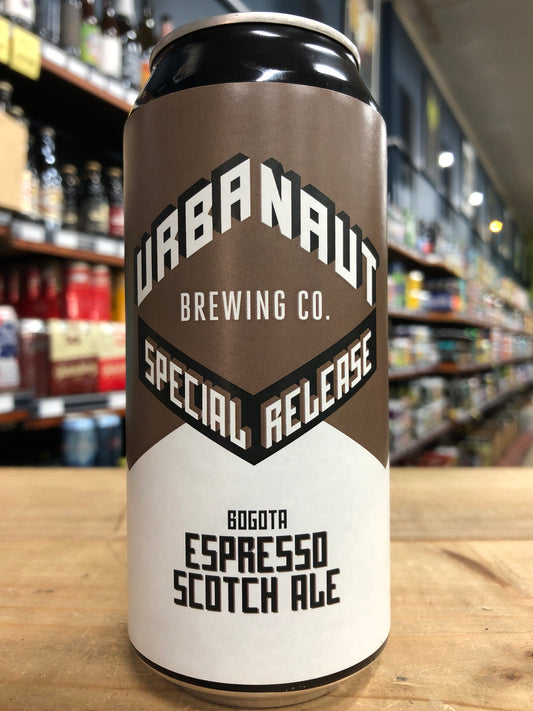 URBANAUT
BREWING CO.
SPECIAL RELEASE
BOGOTA
ESPRESSO
SCOTCH ALE